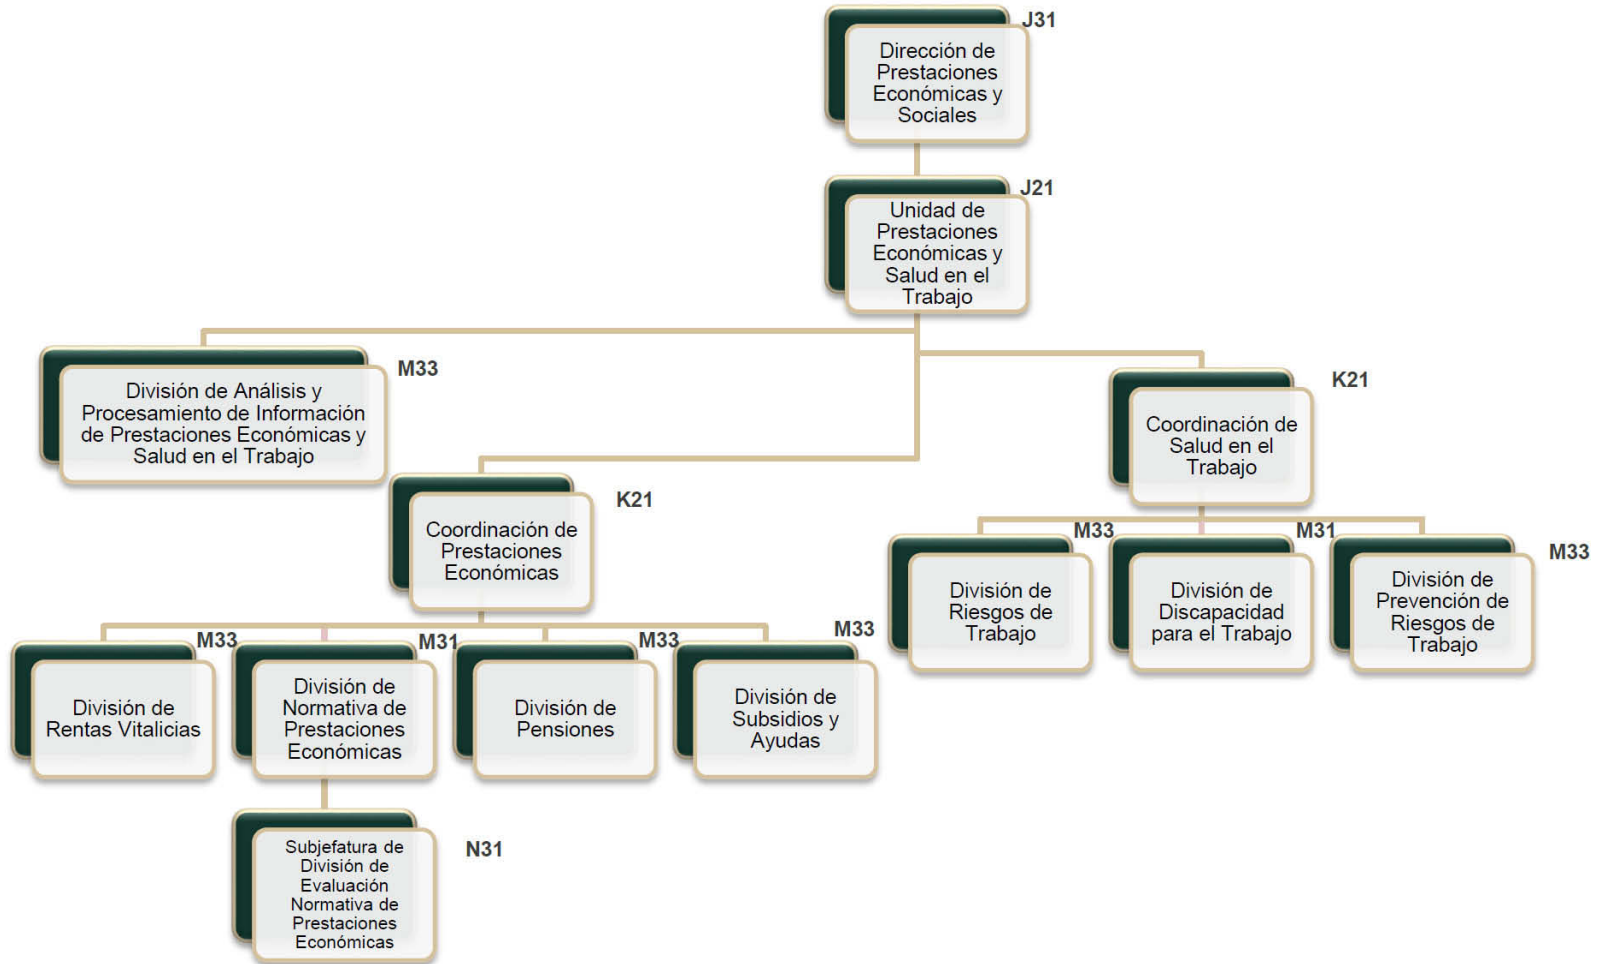 J31
Dirección de
Prestaciones
Económicas y
Sociales
J21
Unidad de
Prestaciones
Económicas y
Salud en el
Trabajo
M33
División de Análisis y
Procesamiento de Información
de Prestaciones Económicas y
Salud en el Trabajo
K21
Coordinación de
Salud en el
Trabajo
K21
Coordinación de
Prestaciones
Económicas
M33
División de
Riesgos de
Trabajo
M31
División de
Discapacidad
para el Trabajo
M33
División de
Prevención de
Riesgos de
Trabajo
M33
División de
Rentas Vitalicias
M31
División de
Normativa de
Prestaciones
Económicas
M33
División de
Pensiones
M33
División de
Subsidios y
Ayudas
N31
Subjefatura de
División de
Evaluación
Normativa de
Prestaciones
Económicas